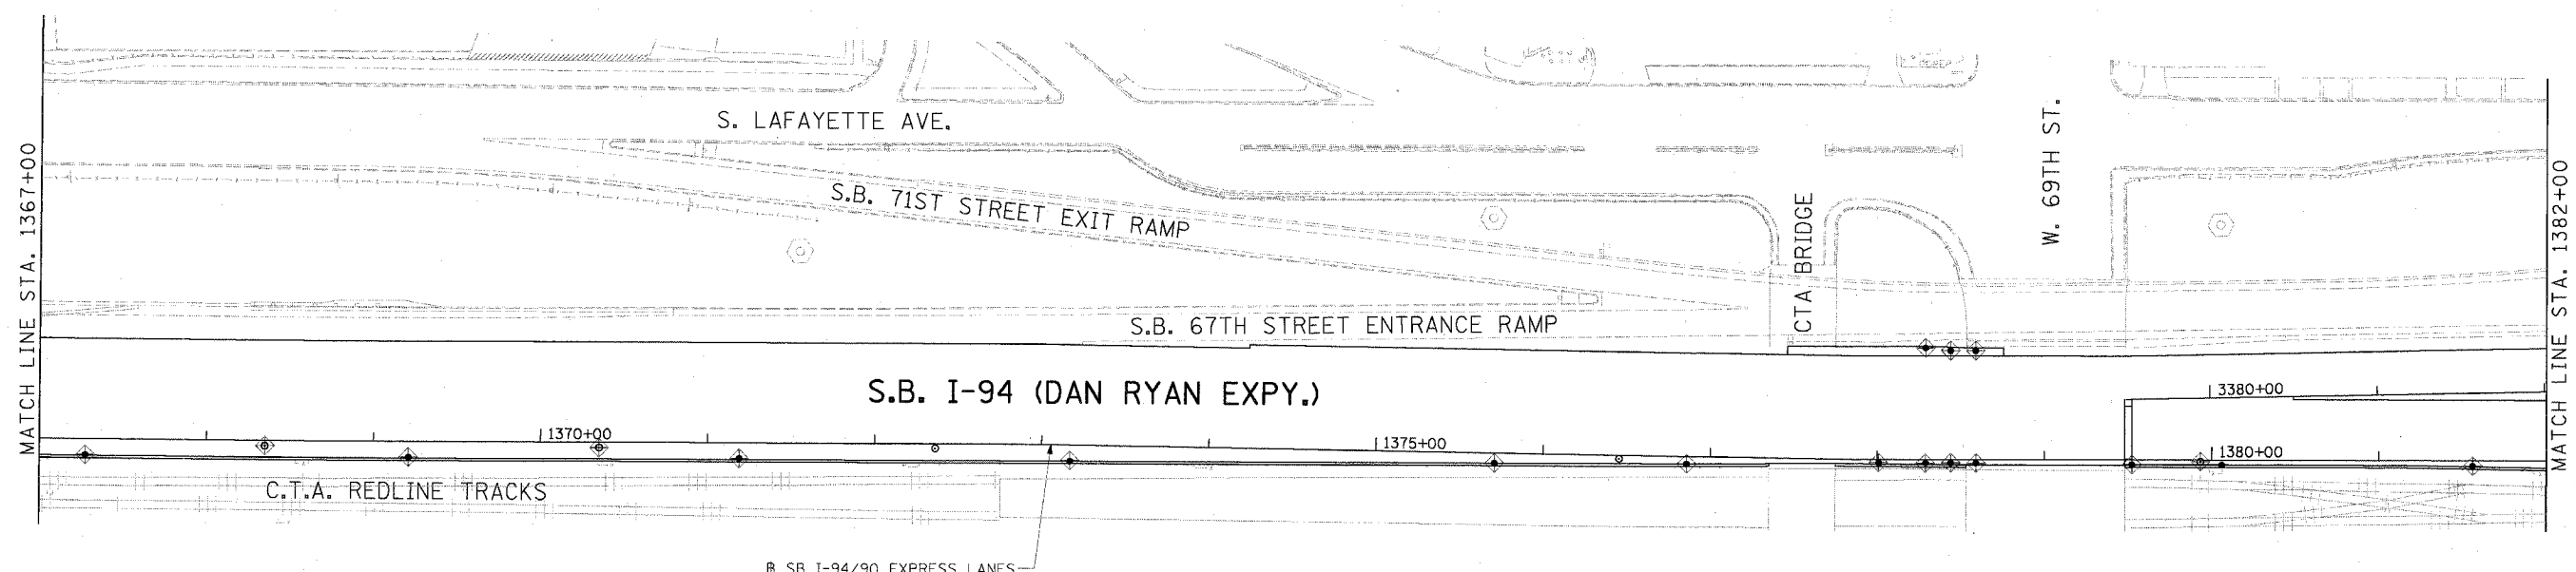 S. LAFAYETTE AVE.
MATCH LINE STA. 1367+00
S.B. 71ST STREET EXIT RAMP
CTA BRIDGE
W. 69TH ST.
MATCH LINE STA. 1382+00
S.B. 67TH STREET ENTRANCE RAMP
S.B. I-94 (DAN RYAN EXPY.)
3380+00
1370+00
1375+00
1380+00
C.T.A. REDLINE TRACKS
B SB I-94/90 EXPRESS LANES